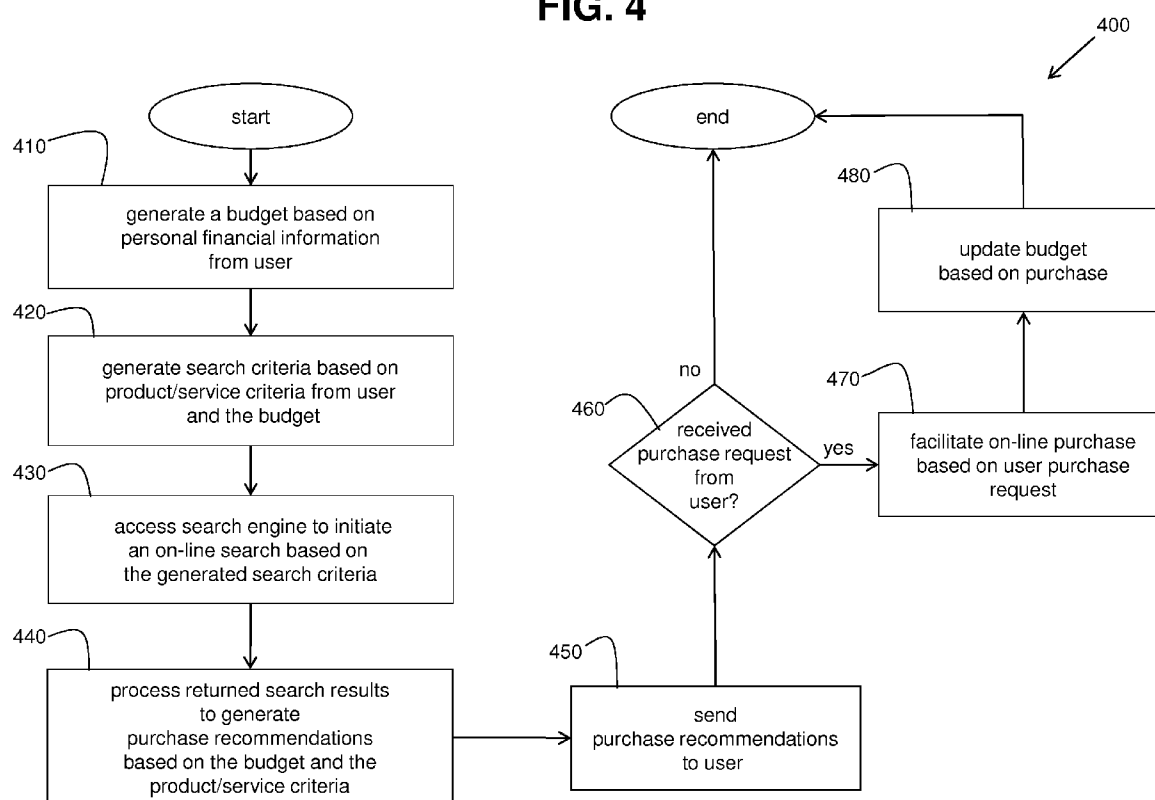 FIG. 4
400
start
410
generate a budget based on
personal financial information
from user
420
generate search criteria based on
product/service criteria from user
and the budget
430
access search engine to initiate
an on-line search based on
the generated search criteria
440
process returned search results
to generate
purchase recommendations
based on the budget and the
product/service criteria
450
send
purchase recommendations
to user
460
received
purchase request
from
user?
no
yes
470
facilitate on-line purchase
based on user purchase
request
480
update budget
based on purchase
end